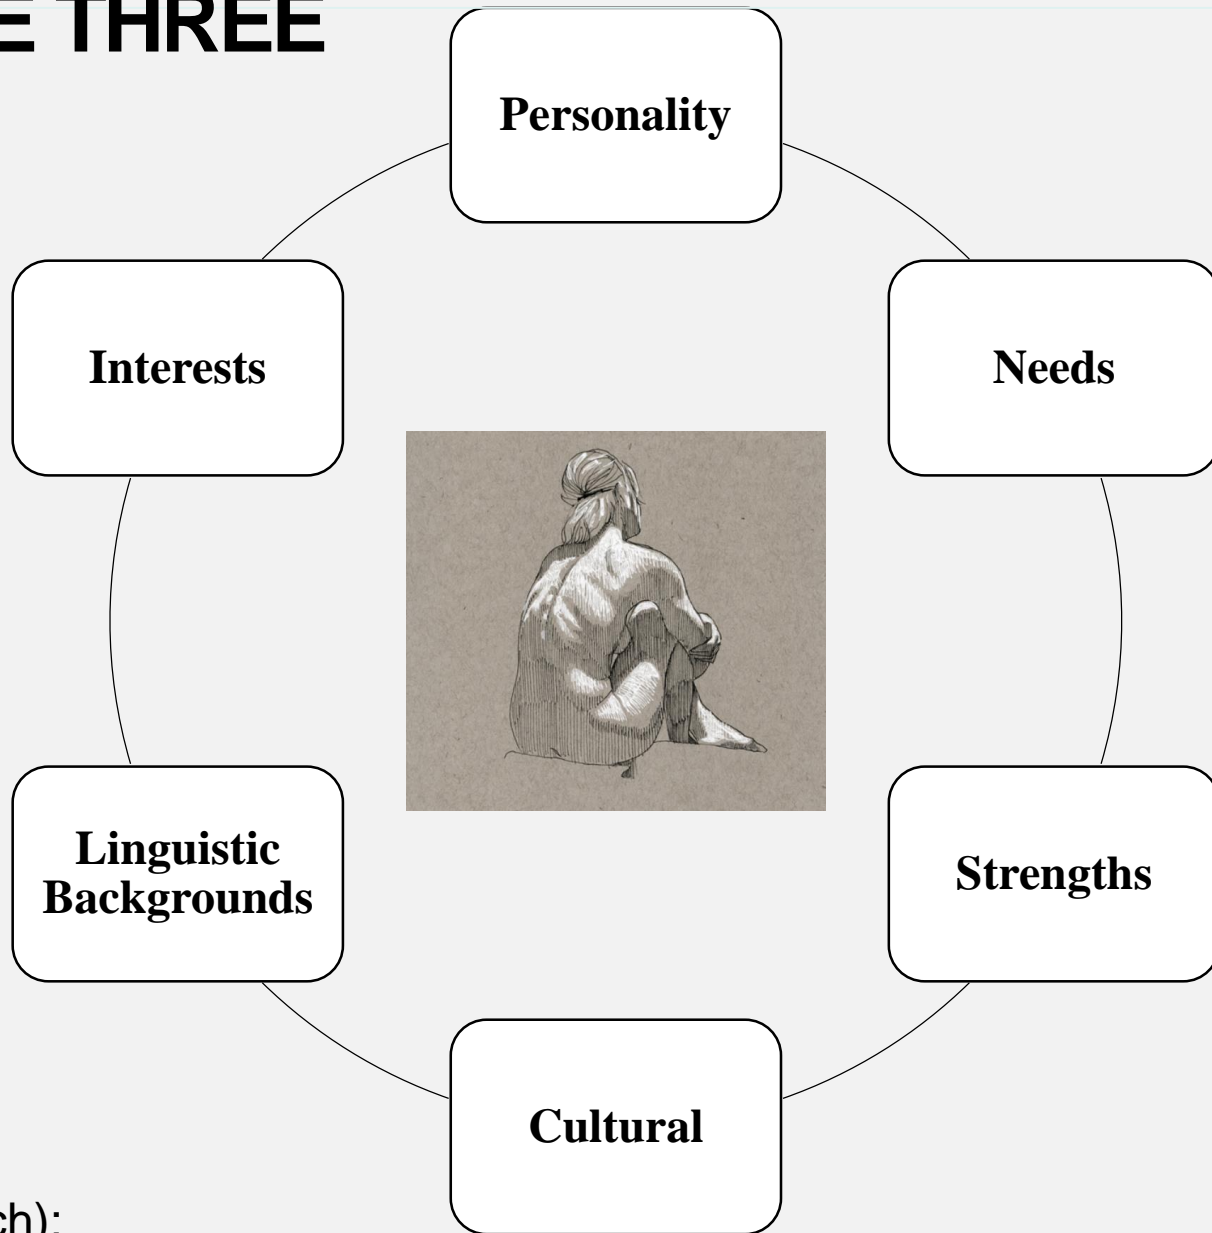 E THREE
Personality
Interests
Needs
Linguistic
Backgrounds
Strengths
Cultural
ch):